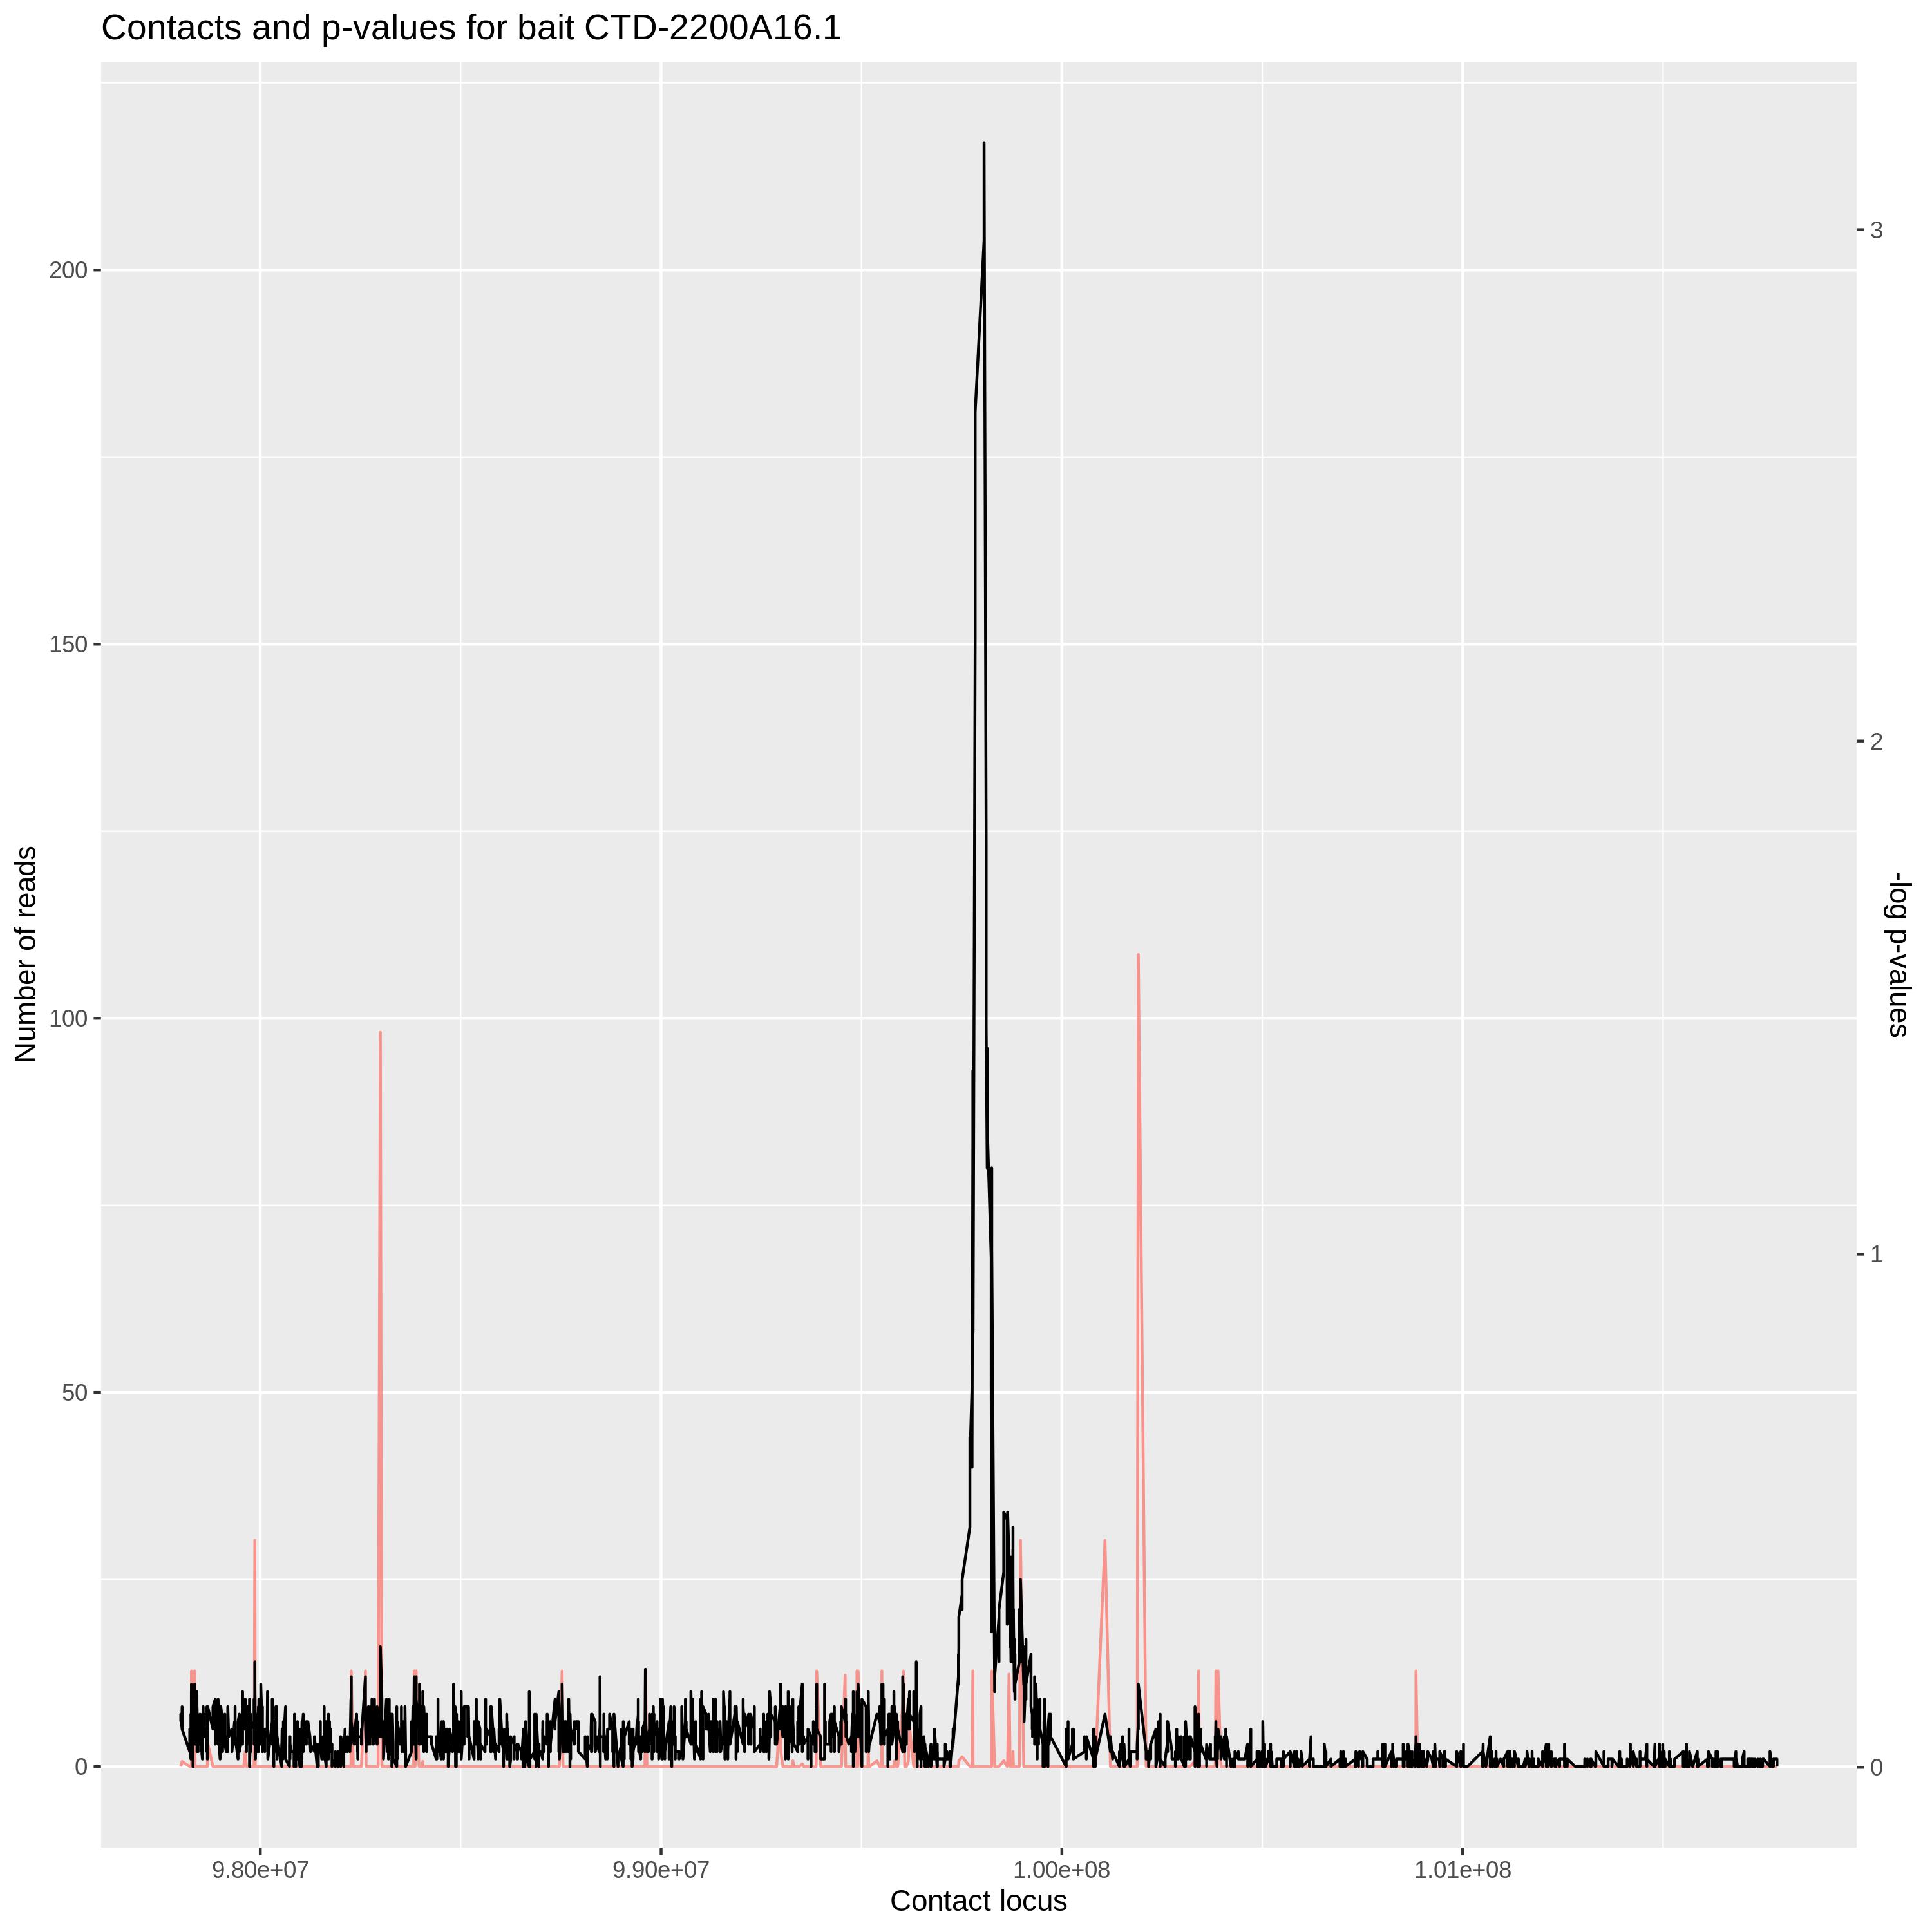 Contacts and p-values for bait CTD-2200A16.1
Number of reads
200
150
100
50
0
3
2
1
0
-log p-values
9.80e+07
9.90e+07
1.00e+08
1.01e+08
Contact locus